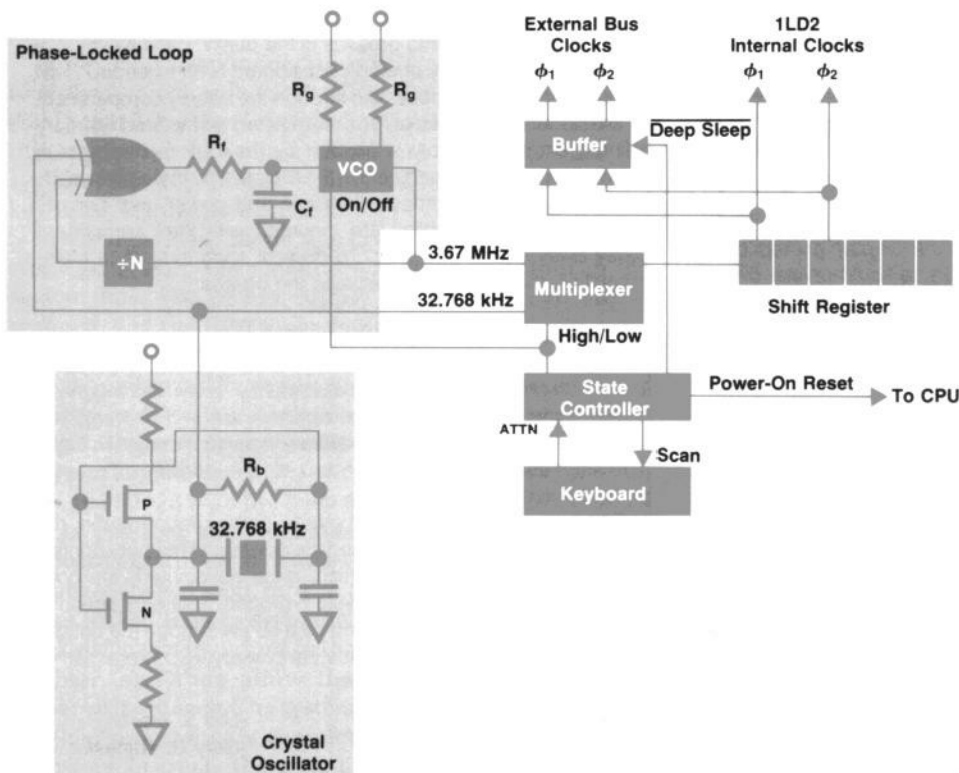 External Bus
Clocks
ϕ1 ϕ2
1LD2
Internal Clocks
ϕ1 ϕ2
Phase-Locked Loop
Rg Rg
Rf
VCO
On/Off
Cf
÷N
Buffer
Deep Sleep
3.67 MHz
32.768 kHz
Multiplexer
High/Low
Shift Register
State
Controller
Power-On Reset
To CPU
ATTN
Scan
Keyboard
Rb
32.768 kHz
P
N
Crystal
Oscillator